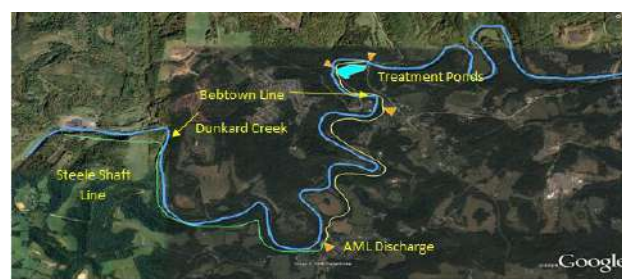 Treatment Ponds
Bebtown Line
Dunkard Creek
Steele Shaft
Line
AML Discharge
Google